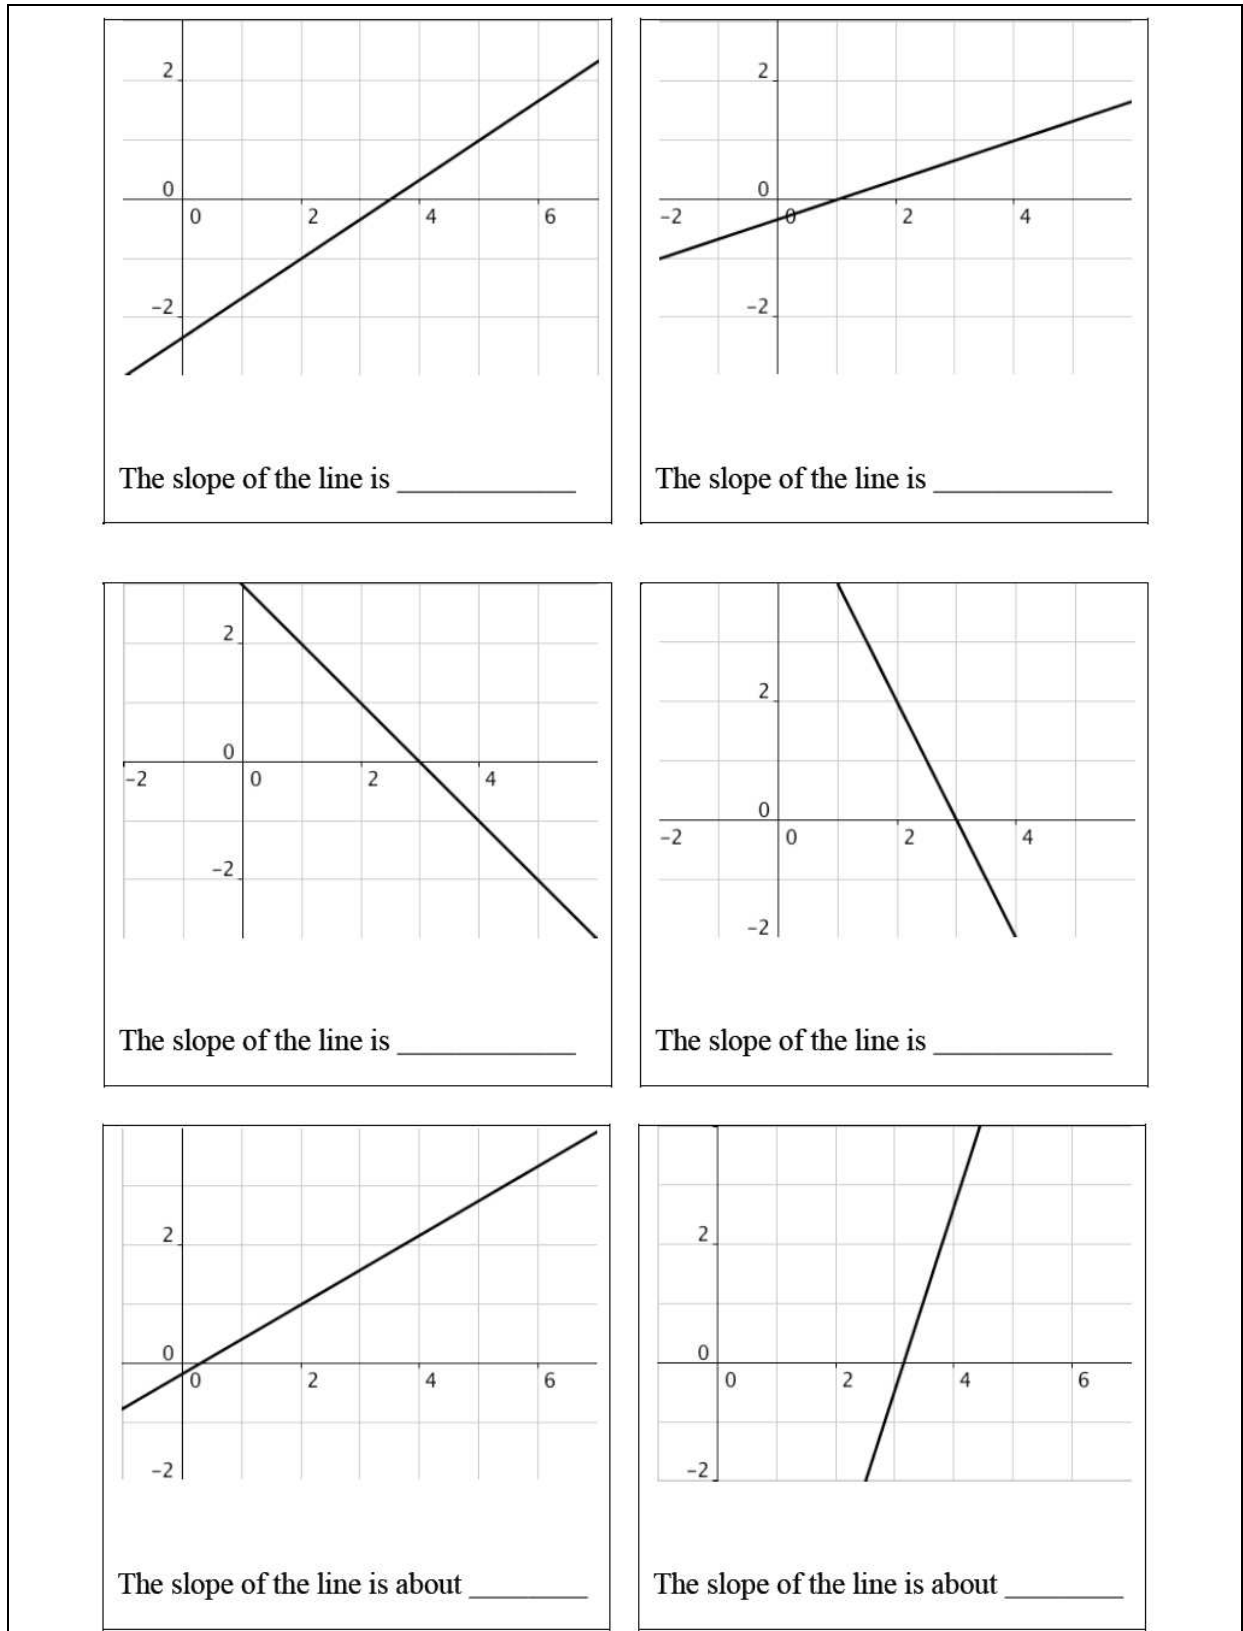 2
0
0 2 4 6
-2
The slope of the line is ____________
2
0
-2 0 2 4
-2
The slope of the line is ____________
2
0
-2 0 2 4
-2
The slope of the line is ____________
2
0
-2 0 2 4
-2
The slope of the line is ____________
2
0
0 2 4 6
-2
The slope of the line is about ________
2
0
0 2 4 6
-2
The slope of the line is about ________